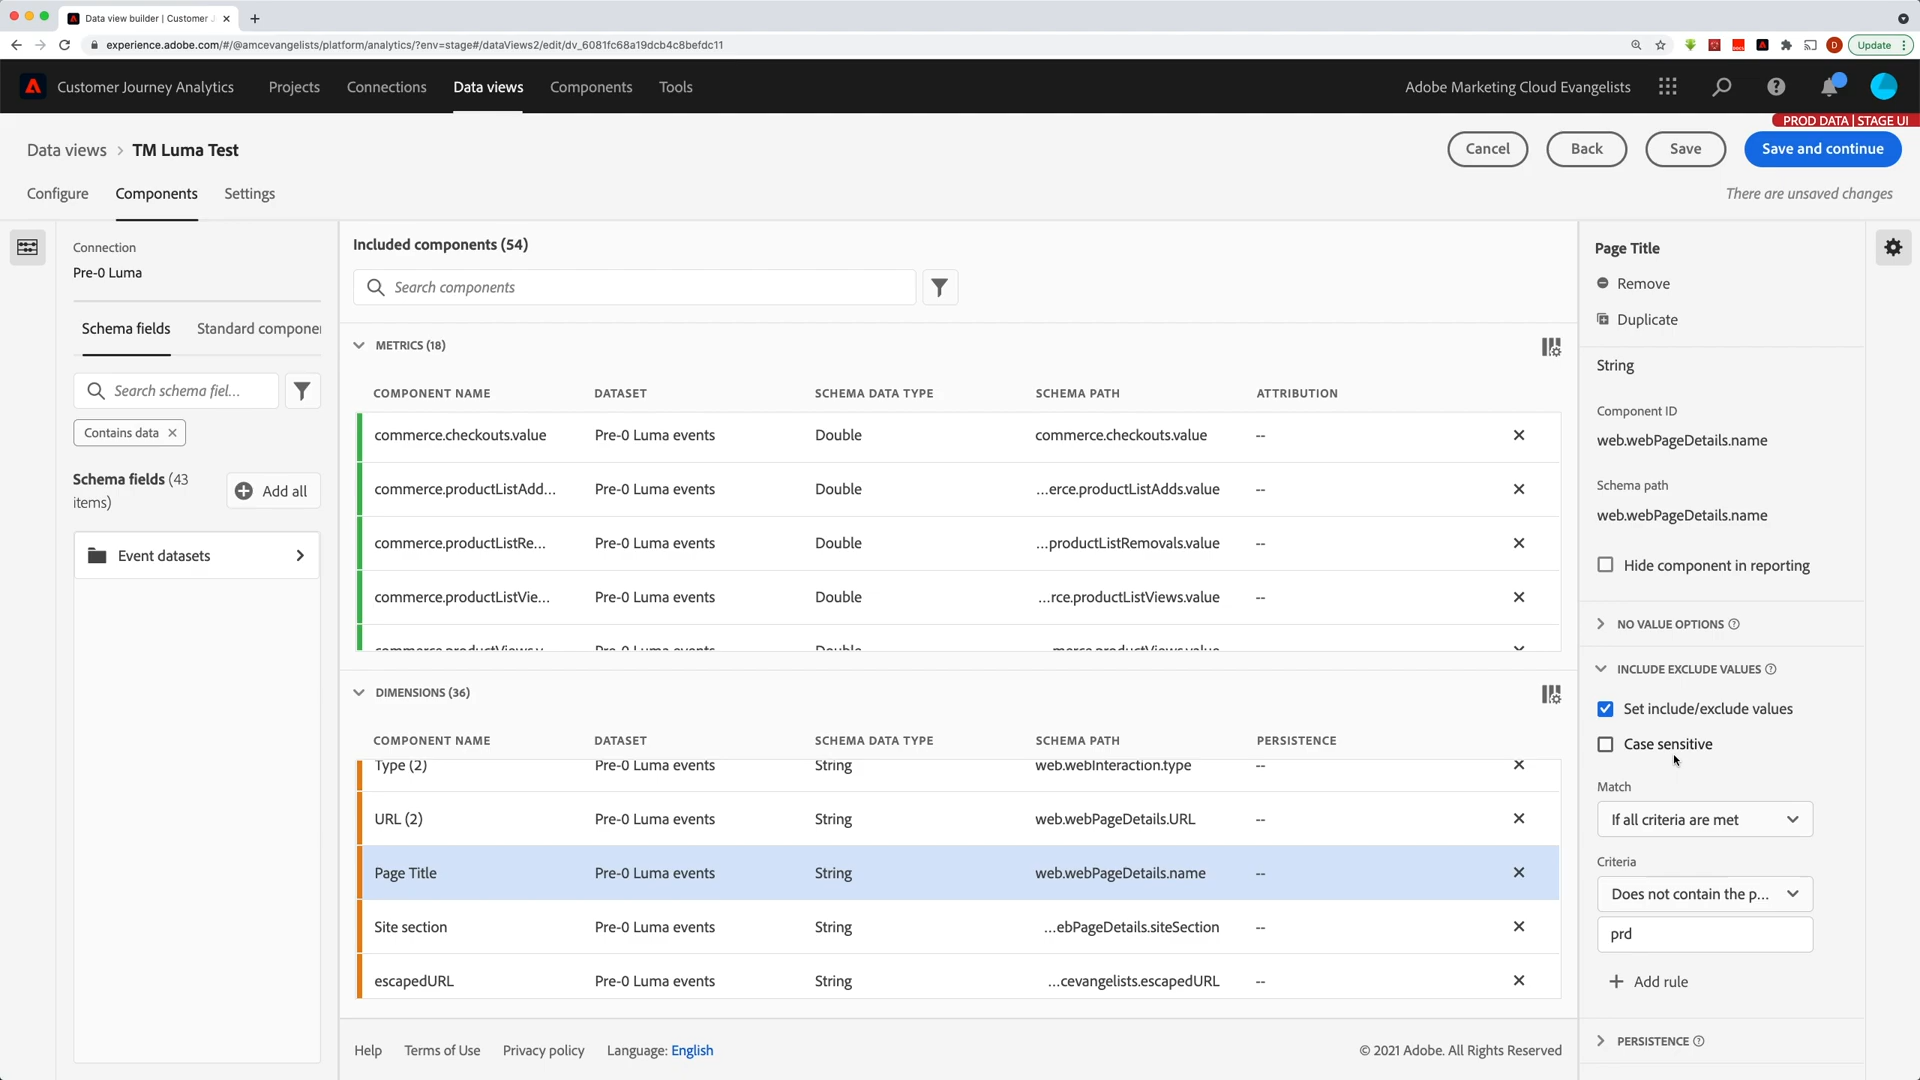 Data view builder | Customer J
experience.adobe.com/#/@amcevangelists/platform/analytics/?env=stage#/dataViews2/edit/dv_6081fc68a19dcb4c8befdc11
D
Update
Customer Journey Analytics
Projects
Connections
Data views
Components
Tools
Adobe Marketing Cloud Evangelists
PROD DATA | STAGE UI
Data views > TM Luma Test
Cancel
Back
Save
Save and continue
Configure
Components
Settings
There are unsaved changes
Connection
Pre-0 Luma
Schema fields
Standard componen
Search schema fiel...
Contains data
Schema fields (43
items)
Add all
Event datasets
Included components (54)
Search components
METRICS (18)
COMPONENT NAME DATASET SCHEMA DATA TYPE SCHEMA PATH ATTRIBUTION
commerce.checkouts.value Pre-0 Luma events Double commerce.checkouts.value --
commerce.productListAdd... Pre-0 Luma events Double ...erce.productListAdds.value --
commerce.productListRe... Pre-0 Luma events Double ...productListRemovals.value --
commerce.productListVie... Pre-0 Luma events Double ...rce.productListViews.value --
commerce.productViews.v... Pre-0 Luma events Double ...merce.productViews.value --
DIMENSIONS (36)
COMPONENT NAME DATASET SCHEMA DATA TYPE SCHEMA PATH PERSISTENCE
Type (2) Pre-0 Luma events String web.webInteraction.type --
URL (2) Pre-0 Luma events String web.webPageDetails.URL --
Page Title Pre-0 Luma events String web.webPageDetails.name --
Site section Pre-0 Luma events String ...ebPageDetails.siteSection --
escapedURL Pre-0 Luma events String ...cevangelists.escapedURL --
Help
Terms of Use
Privacy policy
Language: English
© 2021 Adobe. All Rights Reserved
Page Title
Remove
Duplicate
String
Component ID
web.webPageDetails.name
Schema path
web.webPageDetails.name
Hide component in reporting
NO VALUE OPTIONS
INCLUDE EXCLUDE VALUES
Set include/exclude values
Case sensitive
Match
If all criteria are met
Criteria
Does not contain the p...
prd
Add rule
PERSISTENCE